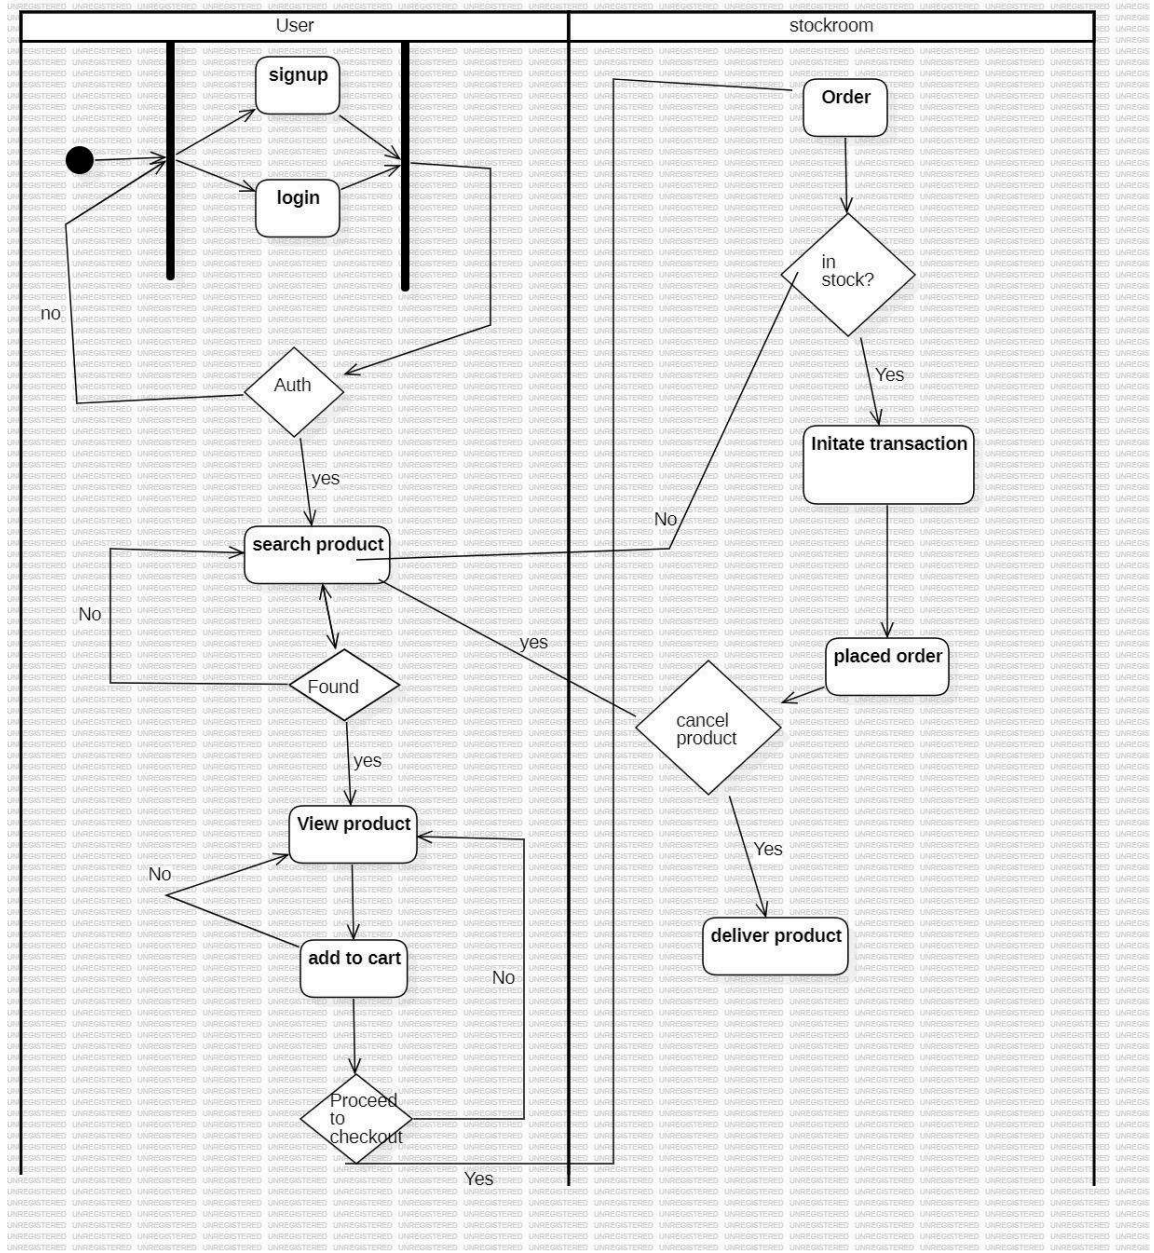 User
stockroom
signup
Order
login
in
stock?
no
Auth
Yes
Initate transaction
yes
No
search product
No
yes
placed order
Found
cancel
product
yes
View product
Yes
No
deliver product
add to cart
No
Proceed
to
checkout
Yes
UNREGISTERED